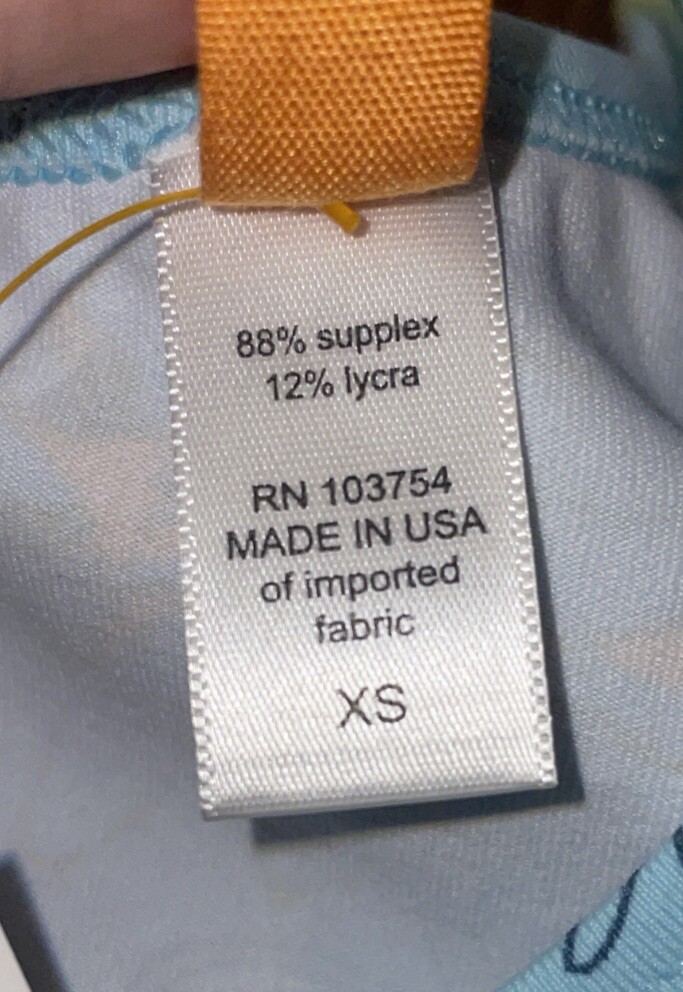 88% supplex
12% lycra
RN 103754
MADE IN USA
of imported
fabric
XS